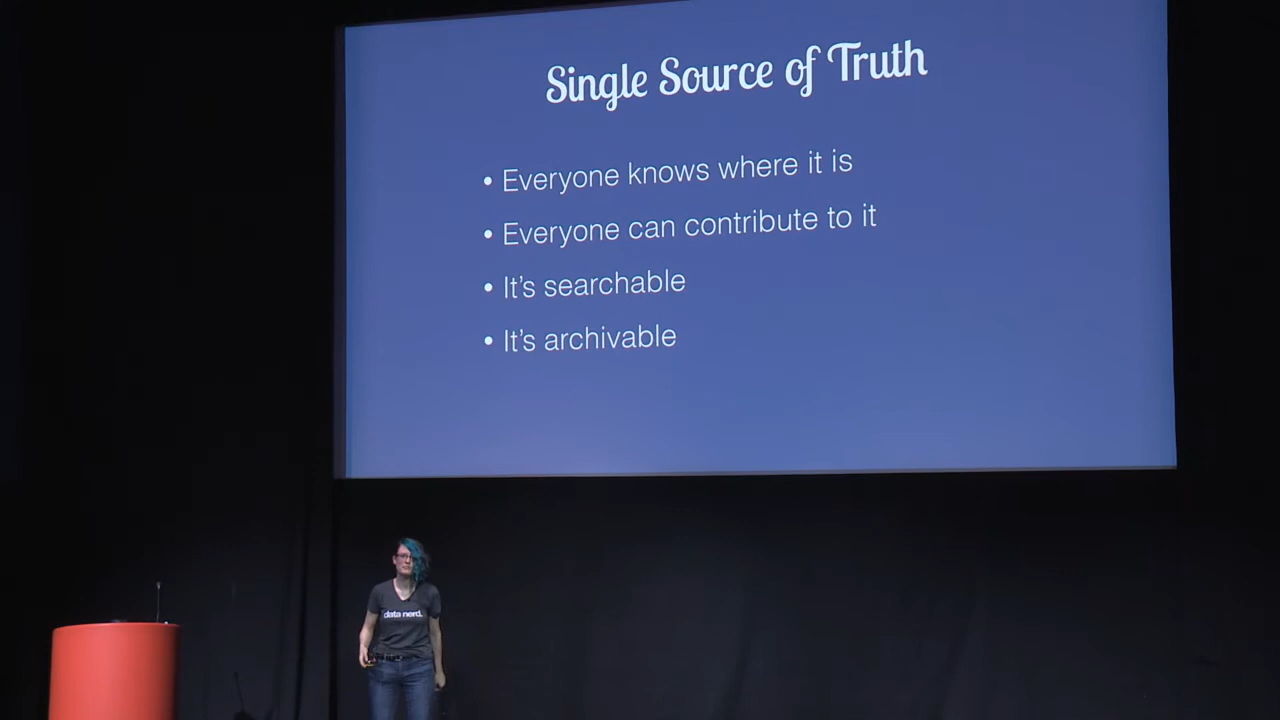 Single Source of Truth
• Everyone knows where it is
• Everyone can contribute to it
• It's searchable
• It's archivable
data nerd.